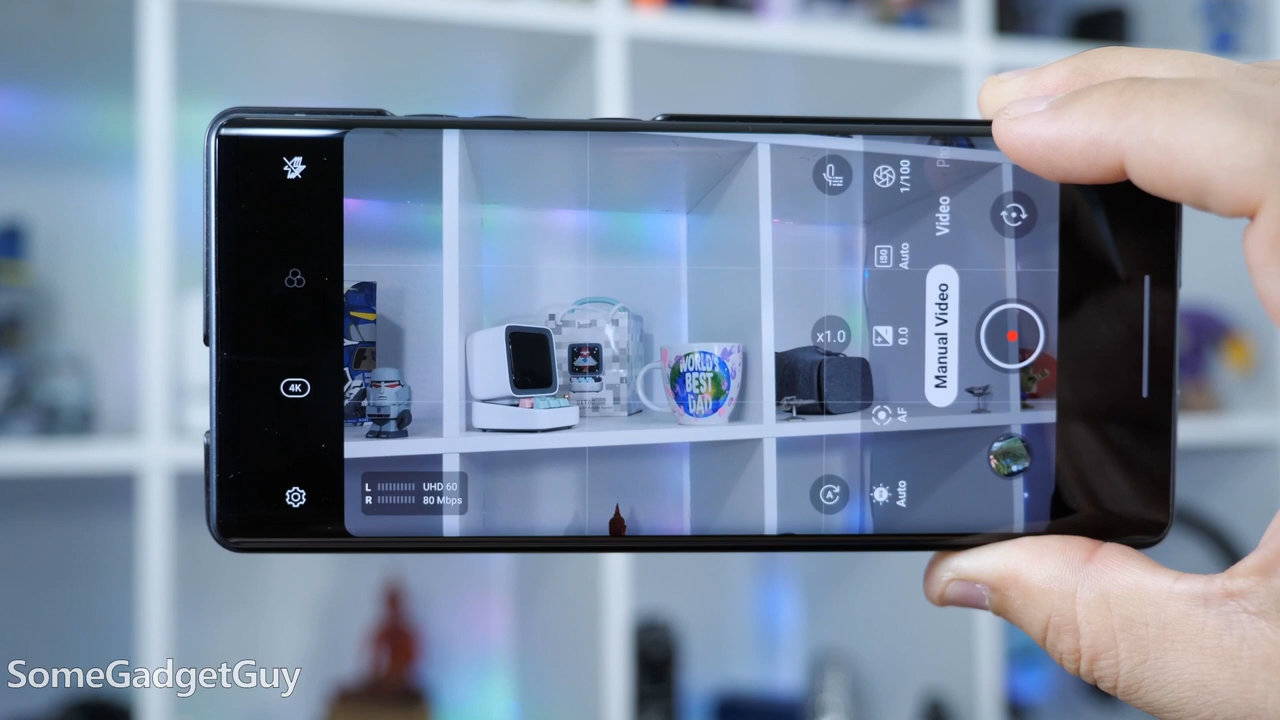 4K
L
R
UHD 60
80 Mbps
WORLD'S
BEST
DAD
x1.0
A
1/100
ISO
Auto
0.0
AF
Auto
Video
Manual Video
SomeGadgetGuy